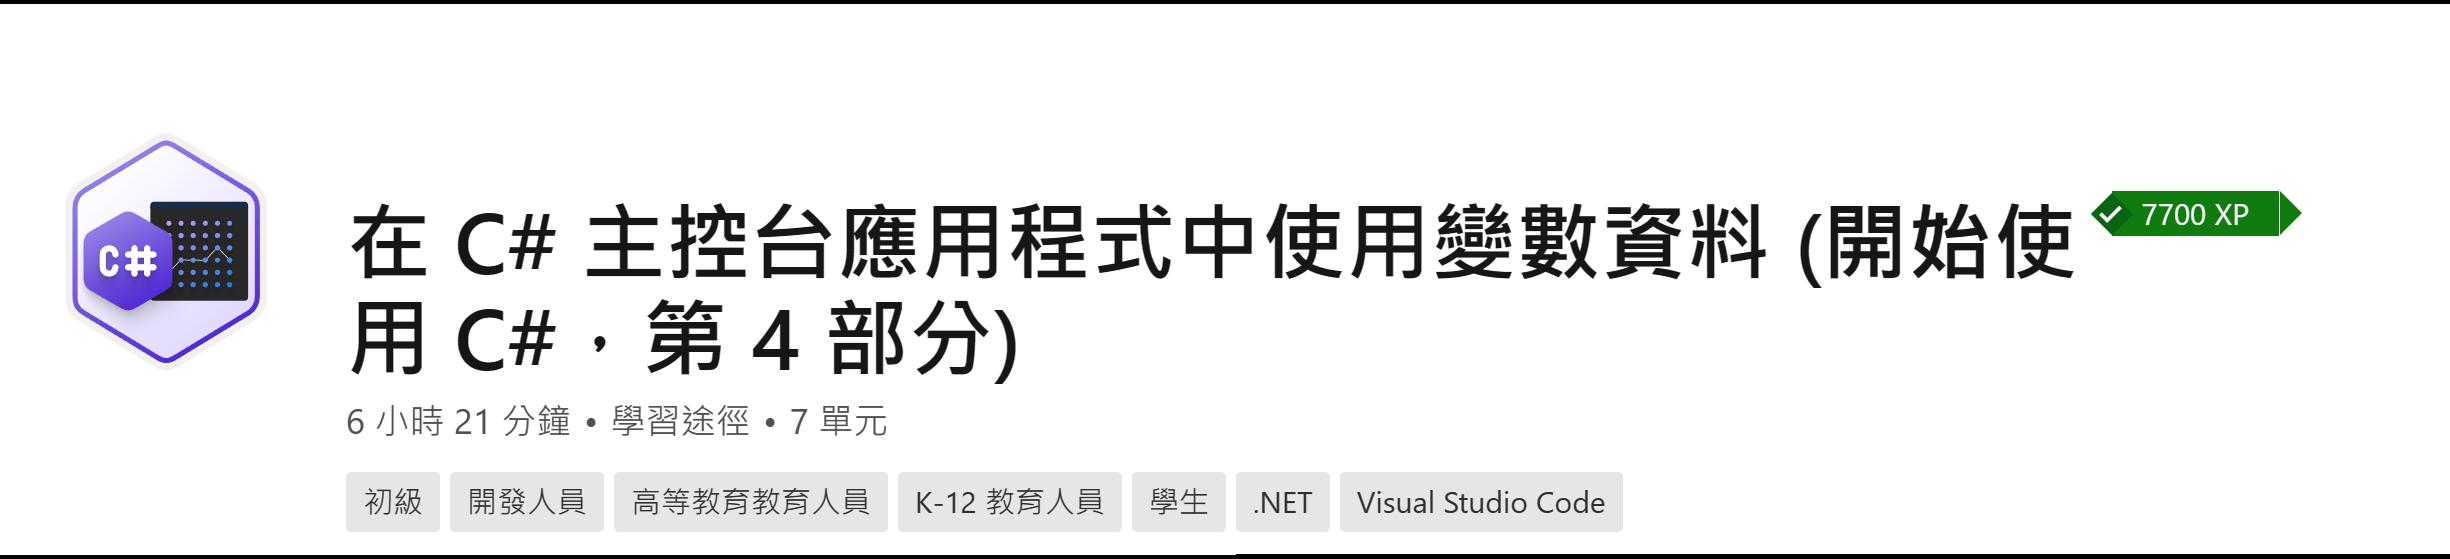 C#
在 C# 主控台應用程式中使用變數資料 (開始使
用 C#，第 4 部分)
7700 XP
6 小時 21 分鐘 • 學習途徑 • 7 單元
初級 開發人員 高等教育教育人員 K-12 教育人員 學生 .NET Visual Studio Code